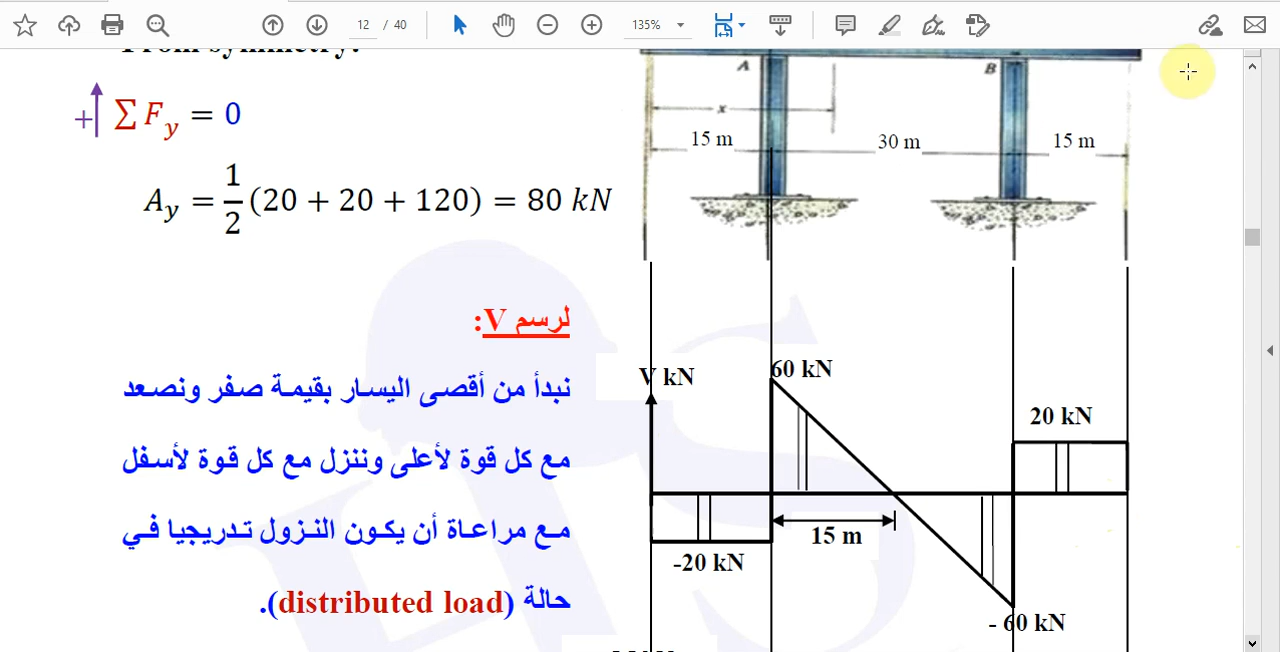 12 / 40
135%
From symmetry:
+ ∑ F_y = 0
A_y = 1/2 (20 + 20 + 120) = 80 kN
A
B
x
15 m
30 m
15 m
لرسم V:
نبدأ من أقصى اليسار بقيمة صفر ونصعد
مع كل قوة لأعلى وننزل مع كل قوة لأسفل
مع مراعاة أن يكون النزول تدريجيا في
حالة (distributed load).
V kN
60 kN
20 kN
15 m
-20 kN
- 60 kN